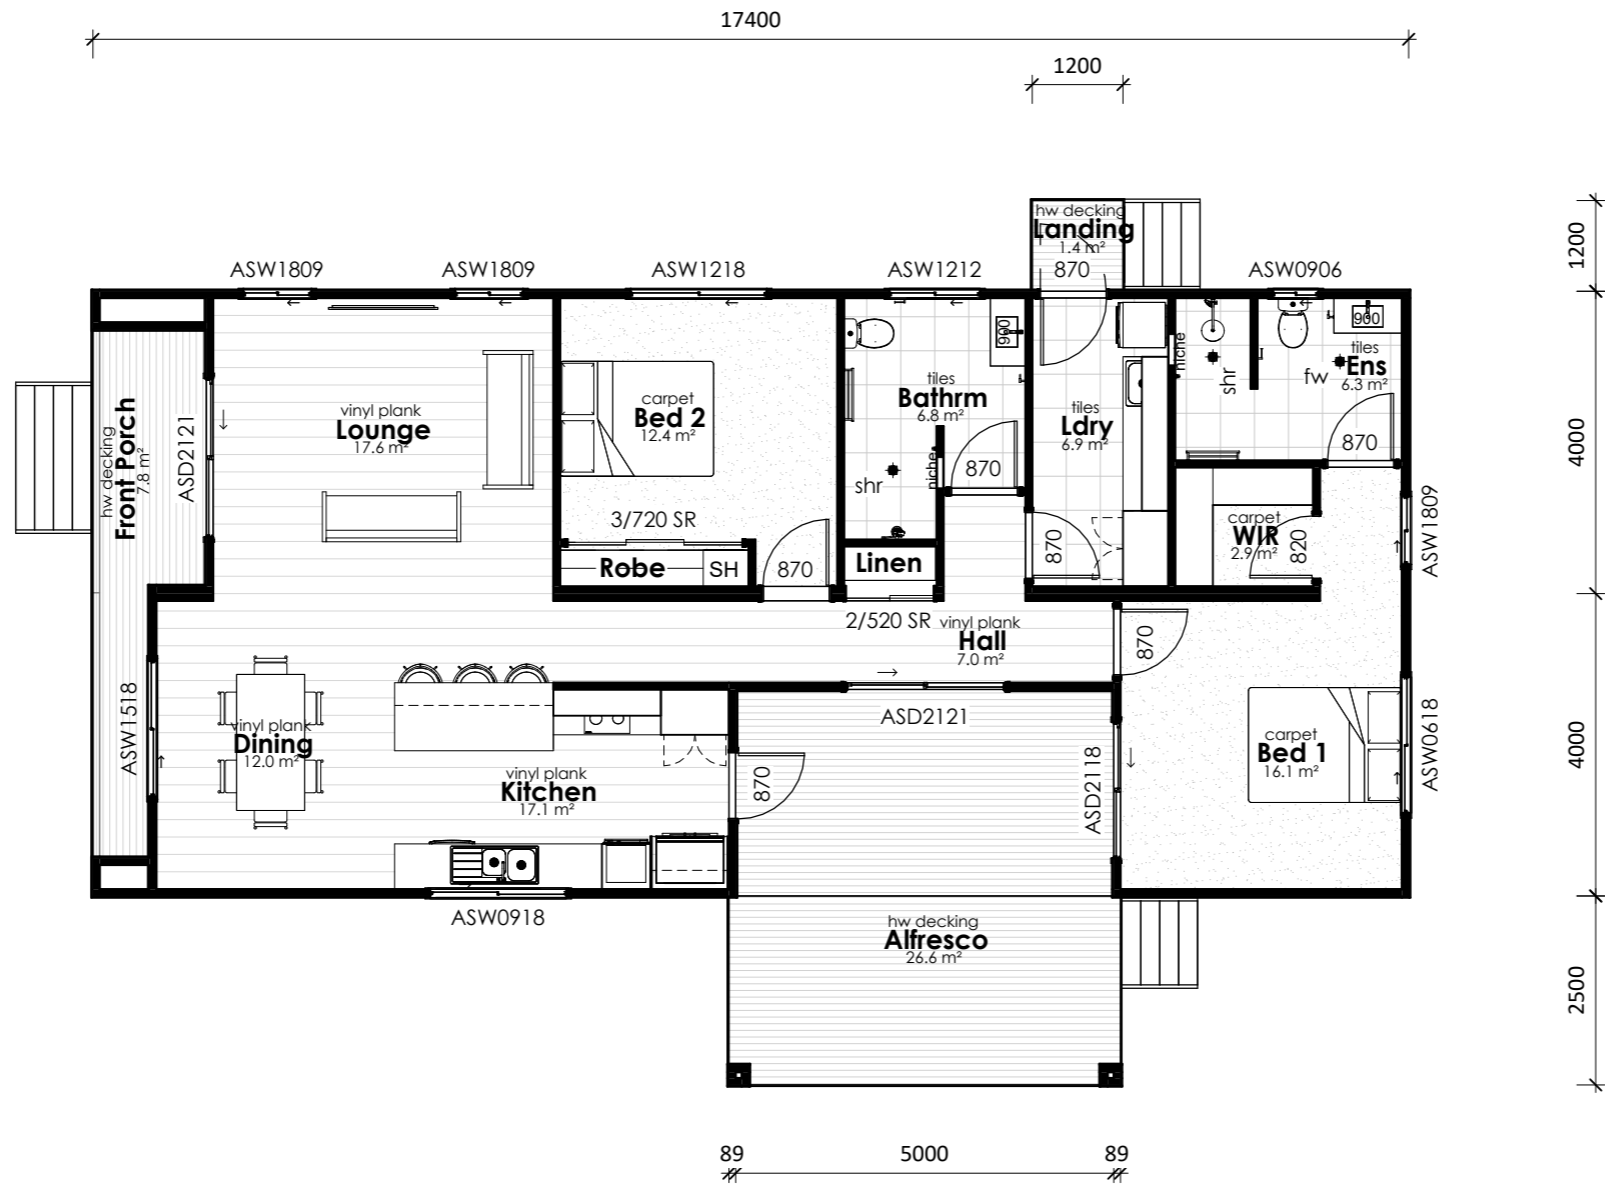 17400
1200
hw decking
Landing
1.4 m²
870
1200
ASW1809
ASW1809
ASW1218
ASW1212
ASW0906
900
900
niche
shr
fw
tiles
Ens
6.3 m²
870
4000
hw decking
Front Porch
7.8 m²
ASD2121
vinyl plank
Lounge
17.6 m²
carpet
Bed 2
12.4 m²
tiles
Bathrm
6.8 m²
870
niche
shr
tiles
Ldry
6.9 m²
870
3/720 SR
Robe
SH
870
Linen
carpet
WIR
2.9 m²
820
ASW1809
2/520 SR
vinyl plank
Hall
7.0 m²
870
ASW1518
vinyl plank
Dining
12.0 m²
vinyl plank
Kitchen
17.1 m²
870
ASD2121
ASD2118
carpet
Bed 1
16.1 m²
ASW0618
4000
ASW0918
hw decking
Alfresco
26.6 m²
2500
89
5000
89